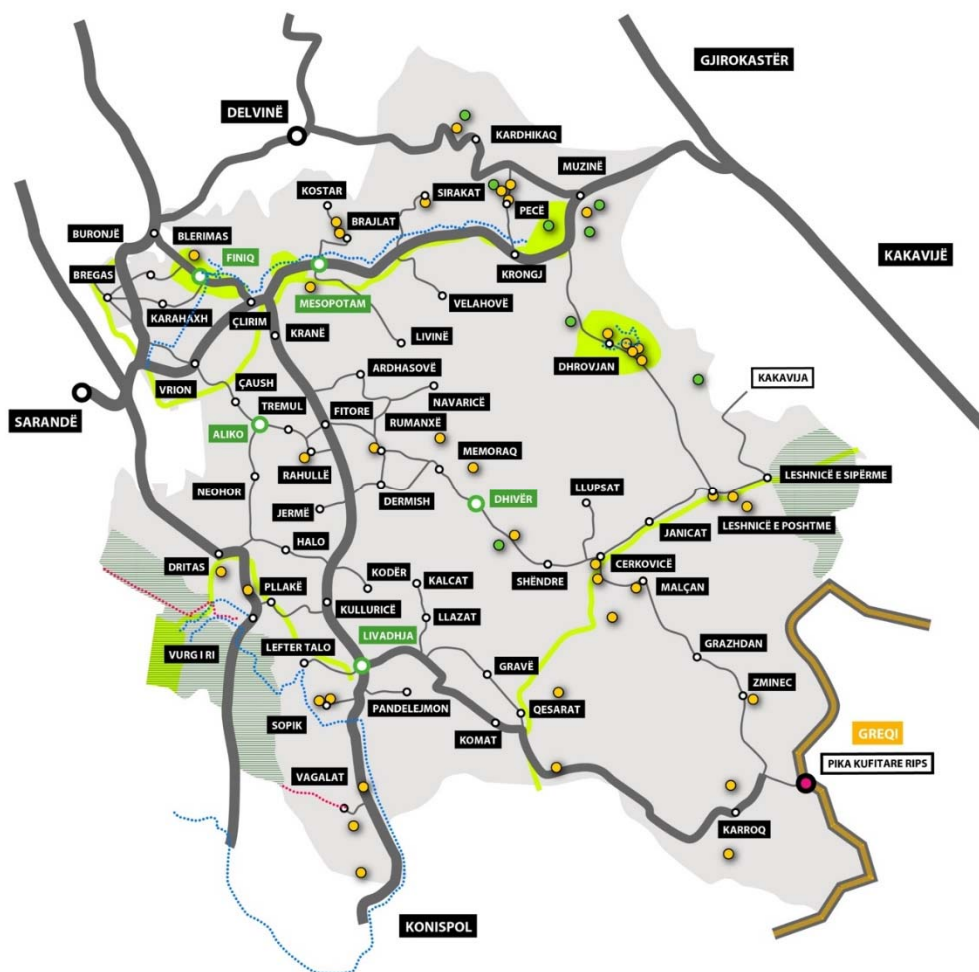 GJIROKASTËR
DELVINË
KARDHIKAQ
MUZINË
KOSTAR
SIRAKAT
BRAJLAT
PECË
BURONJË
BLERIMAS
FINIQ
KAKAVIJË
BREGAS
KRONGJ
MESOPOTAM
VELAHOVË
KARAHAXH
ÇLIRIM
KRANË
LIVINË
DHROVJAN
ARDHASOVË
VRION
ÇAUSH
KAKAVIJA
NAVARICË
TREMUL
FITORE
SARANDË
RUMANXË
ALIKO
MEMORAQ
RAHULLË
LESHNICË E SIPËRME
NEOHOR
LLUPSAT
DERMISH
DHIVËR
LESHNICË E POSHTME
JERMË
JANICAT
HALO
DRITAS
SHËNDRE
CERKOVICË
KODËR
KALCAT
MALÇAN
PLLAKË
KULLURICË
LLAZAT
LIVADHJA
GRAZHDAN
VURG I RI
LEFTER TALO
GRAVË
ZMINEC
PANDELEJMON
QESARAT
SOPIK
GREQI
KOMAT
PIKA KUFITARE RIPS
VAGALAT
KARROQ
KONISPOL